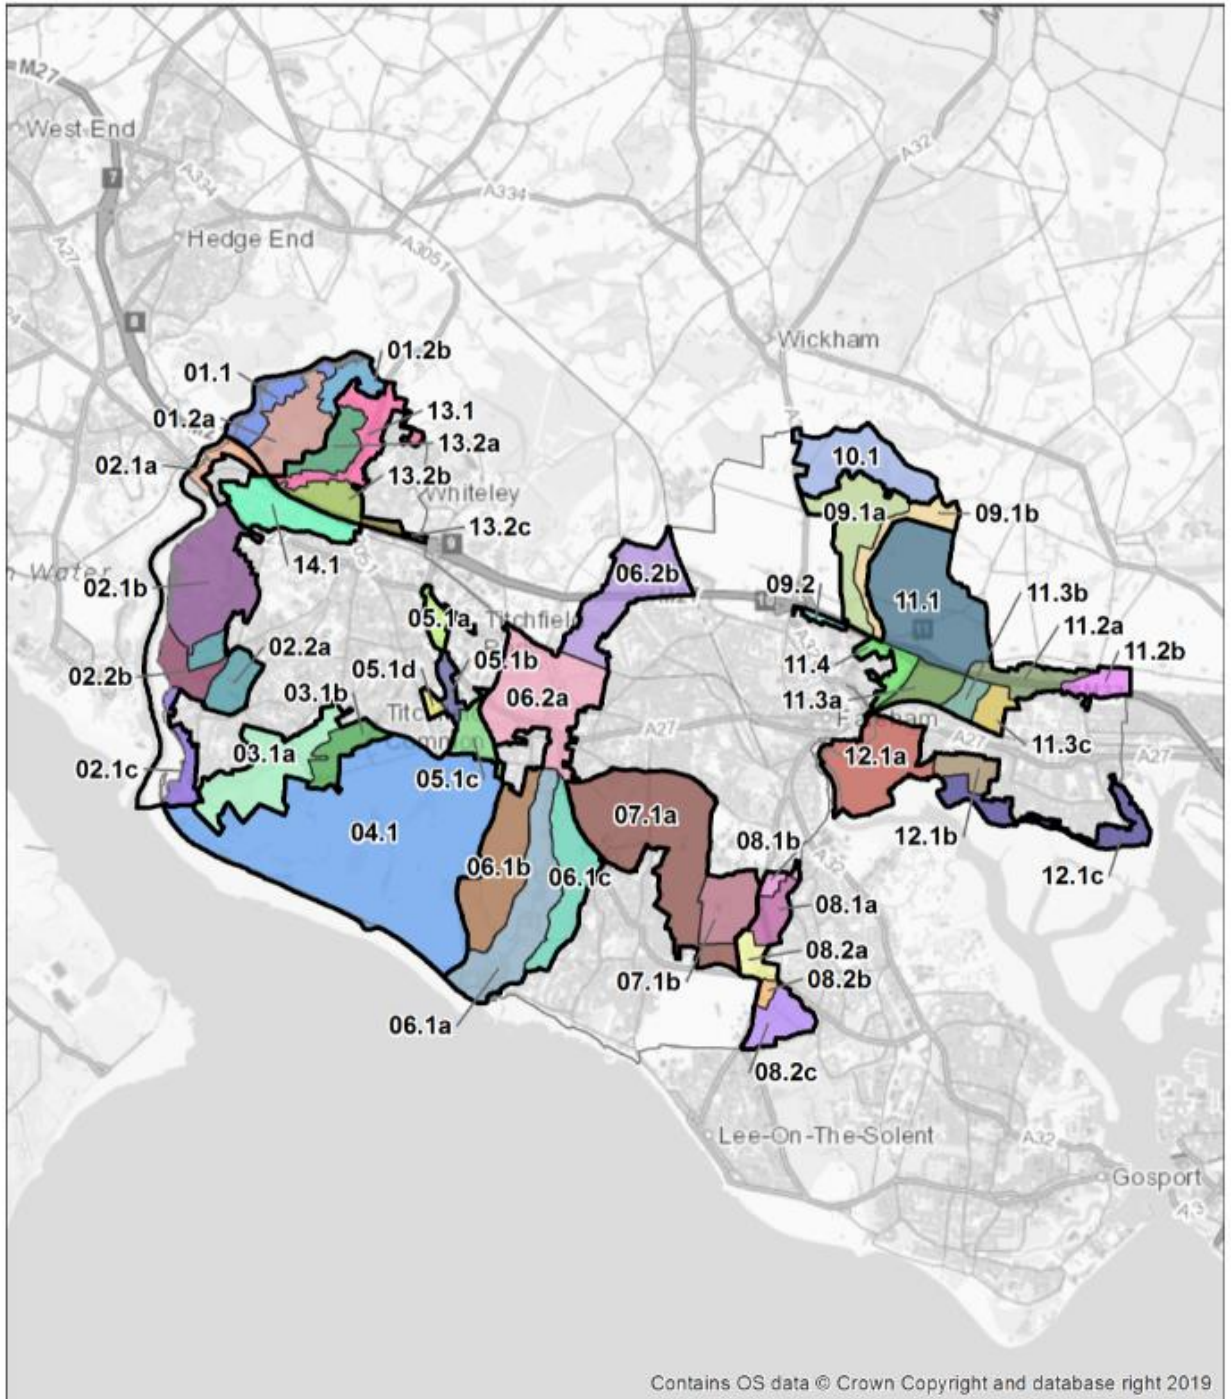 M27
West End
7
A334
A334
A27
Hedge End
A3051
8
Wickham
A32
01.2b
01.1
01.2a
13.1
13.2a
02.1a
13.2b
Whiteley
13.2c
9
14.1
02.1b
10.1
09.1a
09.1b
06.2b
M27
09.2
11.1
11
11.3b
11.2a
11.2b
05.1a
Titchfield
05.1b
05.1d
02.2a
02.2b
03.1b
06.2a
11.4
11.3a
Fareham
A27
A27
A27
11.3c
03.1a
02.1c
05.1c
Common
12.1a
04.1
07.1a
08.1b
A32
12.1b
12.1c
06.1b
06.1c
08.1a
08.2a
08.2b
07.1b
06.1a
08.2c
Lee-On-The-Solent
A32
Gosport
Contains OS data © Crown Copyright and database right 2019